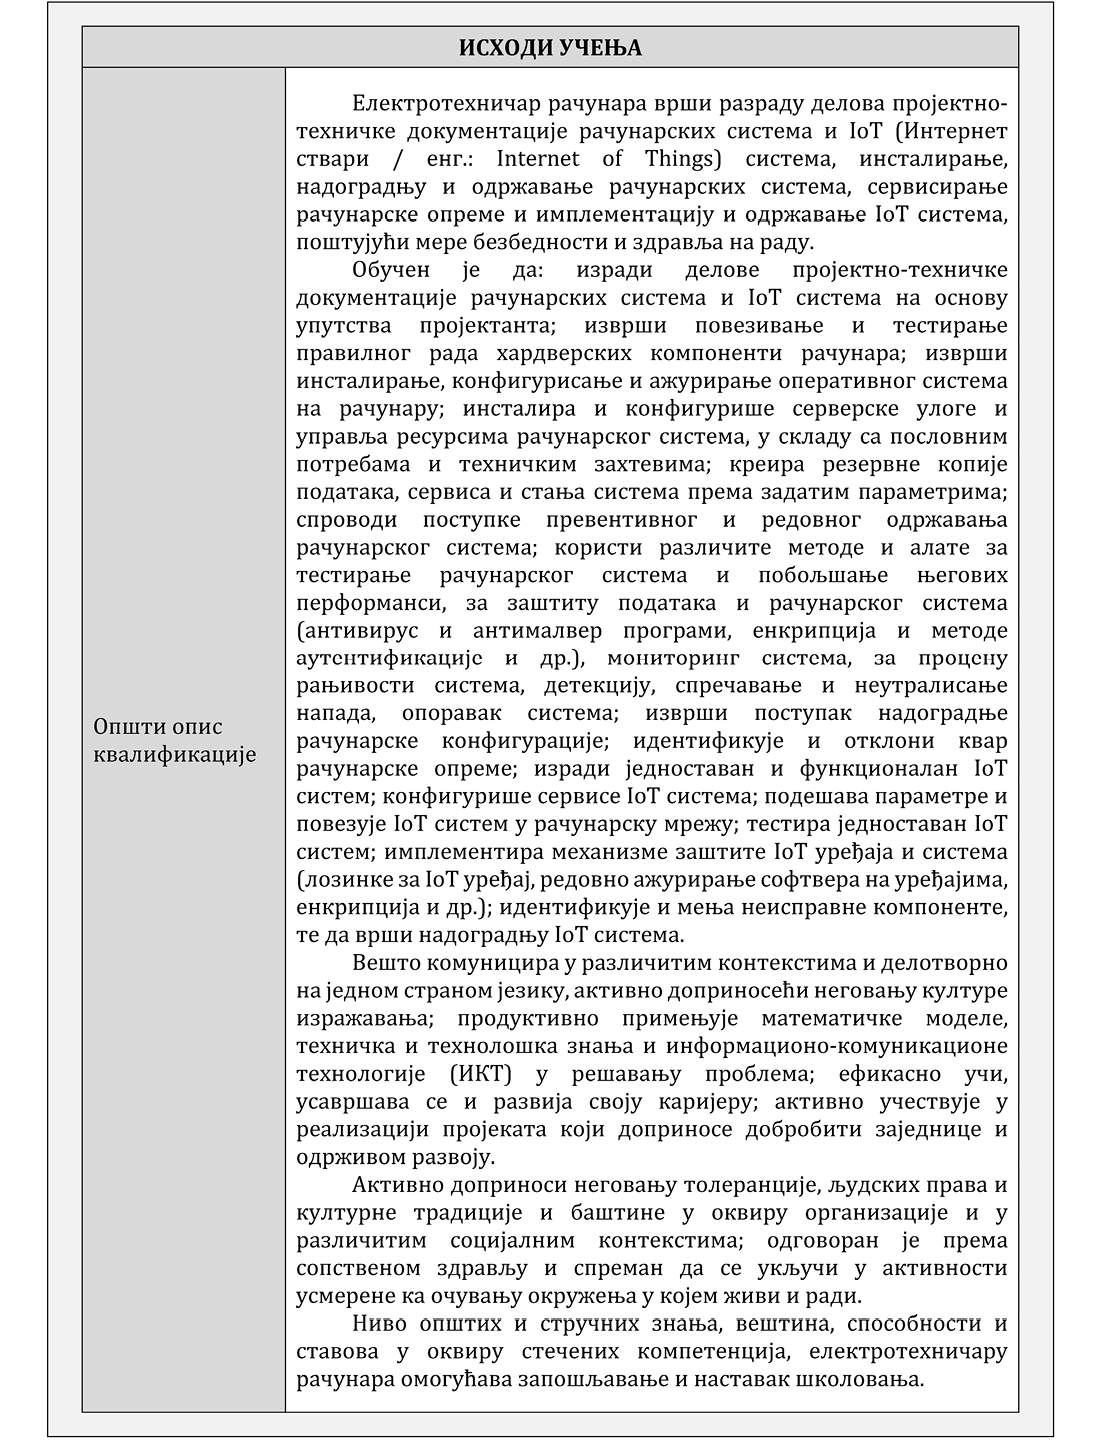 ИСХОДИ УЧЕЊА
Општи опис
квалификације
Електротехничар рачунара врши разраду делова пројектно-
техничке документације рачунарских система и IoT (Интернет
ствари / енг.: Internet of Things) система, инсталирање,
надоградњу и одржавање рачунарских система, сервисирање
рачунарске опреме и имплементацију и одржавање IoT система,
поштујући мере безбедности и здравља на раду.
Обучен је да: изради делове пројектно-техничке
документације рачунарских система и IoT система на основу
упутства пројектанта; изврши повезивање и тестирање
правилног рада хардверских компоненти рачунара; изврши
инсталирање, конфигурисање и ажурирање оперативног система
на рачунару; инсталира и конфигурише серверске улоге и
управља ресурсима рачунарског система, у складу са пословним
потребама и техничким захтевима; креира резервне копије
података, сервиса и стања система према задатим параметрима;
спроводи поступке превентивног и редовног одржавања
рачунарског система; користи различите методе и алате за
тестирање рачунарског система и побољшање његових
перформанси, за заштиту података и рачунарског система
(антивирус и антималвер програми, енкрипција и методе
аутентификације и др.), мониторинг система, за процену
рањивости система, детекцију, спречавање и неутралисање
напада, опоравак система; изврши поступак надоградње
рачунарске конфигурације; идентификује и отклони квар
рачунарске опреме; изради једноставан и функционалан IoT
систем; конфигурише сервисе IoT система; подешава параметре и
повезује IoT систем у рачунарску мрежу; тестира једноставан IoT
систем; имплементира механизме заштите IoT уређаја и система
(лозинке за IoT уређај, редовно ажурирање софтвера на уређајима,
енкрипција и др.); идентификује и мења неисправне компоненте,
те да врши надоградњу IoT система.
Вешто комуницира у различитим контекстима и делотворно
на једном страном језику, активно доприносећи неговању културе
изражавања; продуктивно примењује математичке моделе,
техничка и технолошка знања и информационо-комуникационе
технологије (ИКТ) у решавању проблема; ефикасно учи,
усавршава се и развија своју каријеру; активно учествује у
реализацији пројеката који доприносе добробити заједнице и
одрживом развоју.
Активно доприноси неговању толеранције, људских права и
културне традиције и баштине у оквиру организације и у
различитим социјалним контекстима; одговоран је према
сопственом здрављу и спреман да се укључи у активности
усмерене ка очувању окружења у којем живи и ради.
Ниво општих и стручних знања, вештина, способности и
ставова у оквиру стечених компетенција, електротехничару
рачунара омогућава запошљавање и наставак школовања.